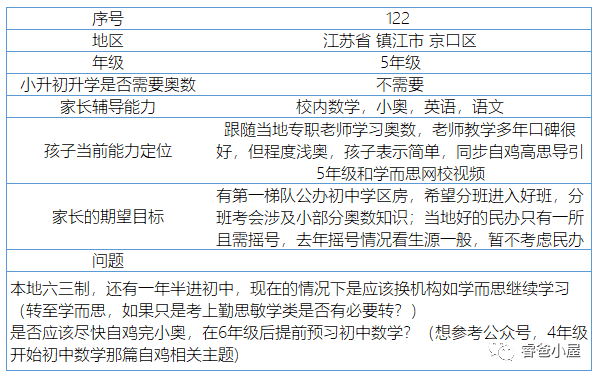 序号 122
地区 江苏省 镇江市 京口区
年级 5年级
小升初升学是否需要奥数 不需要
家长辅导能力 校内数学，小奥，英语，语文
孩子当前能力定位
跟随当地专职老师学习奥数，老师教学多年口碑很
好，但程度浅奥，孩子表示简单，同步自鸡高思导引
5年级和学而思网校视频
家长的期望目标
有第一梯队公办初中学区房，希望分班进入好班，分
班考会涉及小部分奥数知识；当地好的民办只有一所
且需摇号，去年摇号情况看生源一般，暂不考虑民办
问题
本地六三制，还有一年半进初中，现在的情况下是应该换机构如学而思继续学习
（转至学而思，如果只是考上勤思敏学类是否有必要转？）
是否应该尽快自鸡完小奥，在6年级后提前预习初中数学？（想参考公众号，4年级
开始初中数学那篇自鸡相关主题)
睿爸小屋